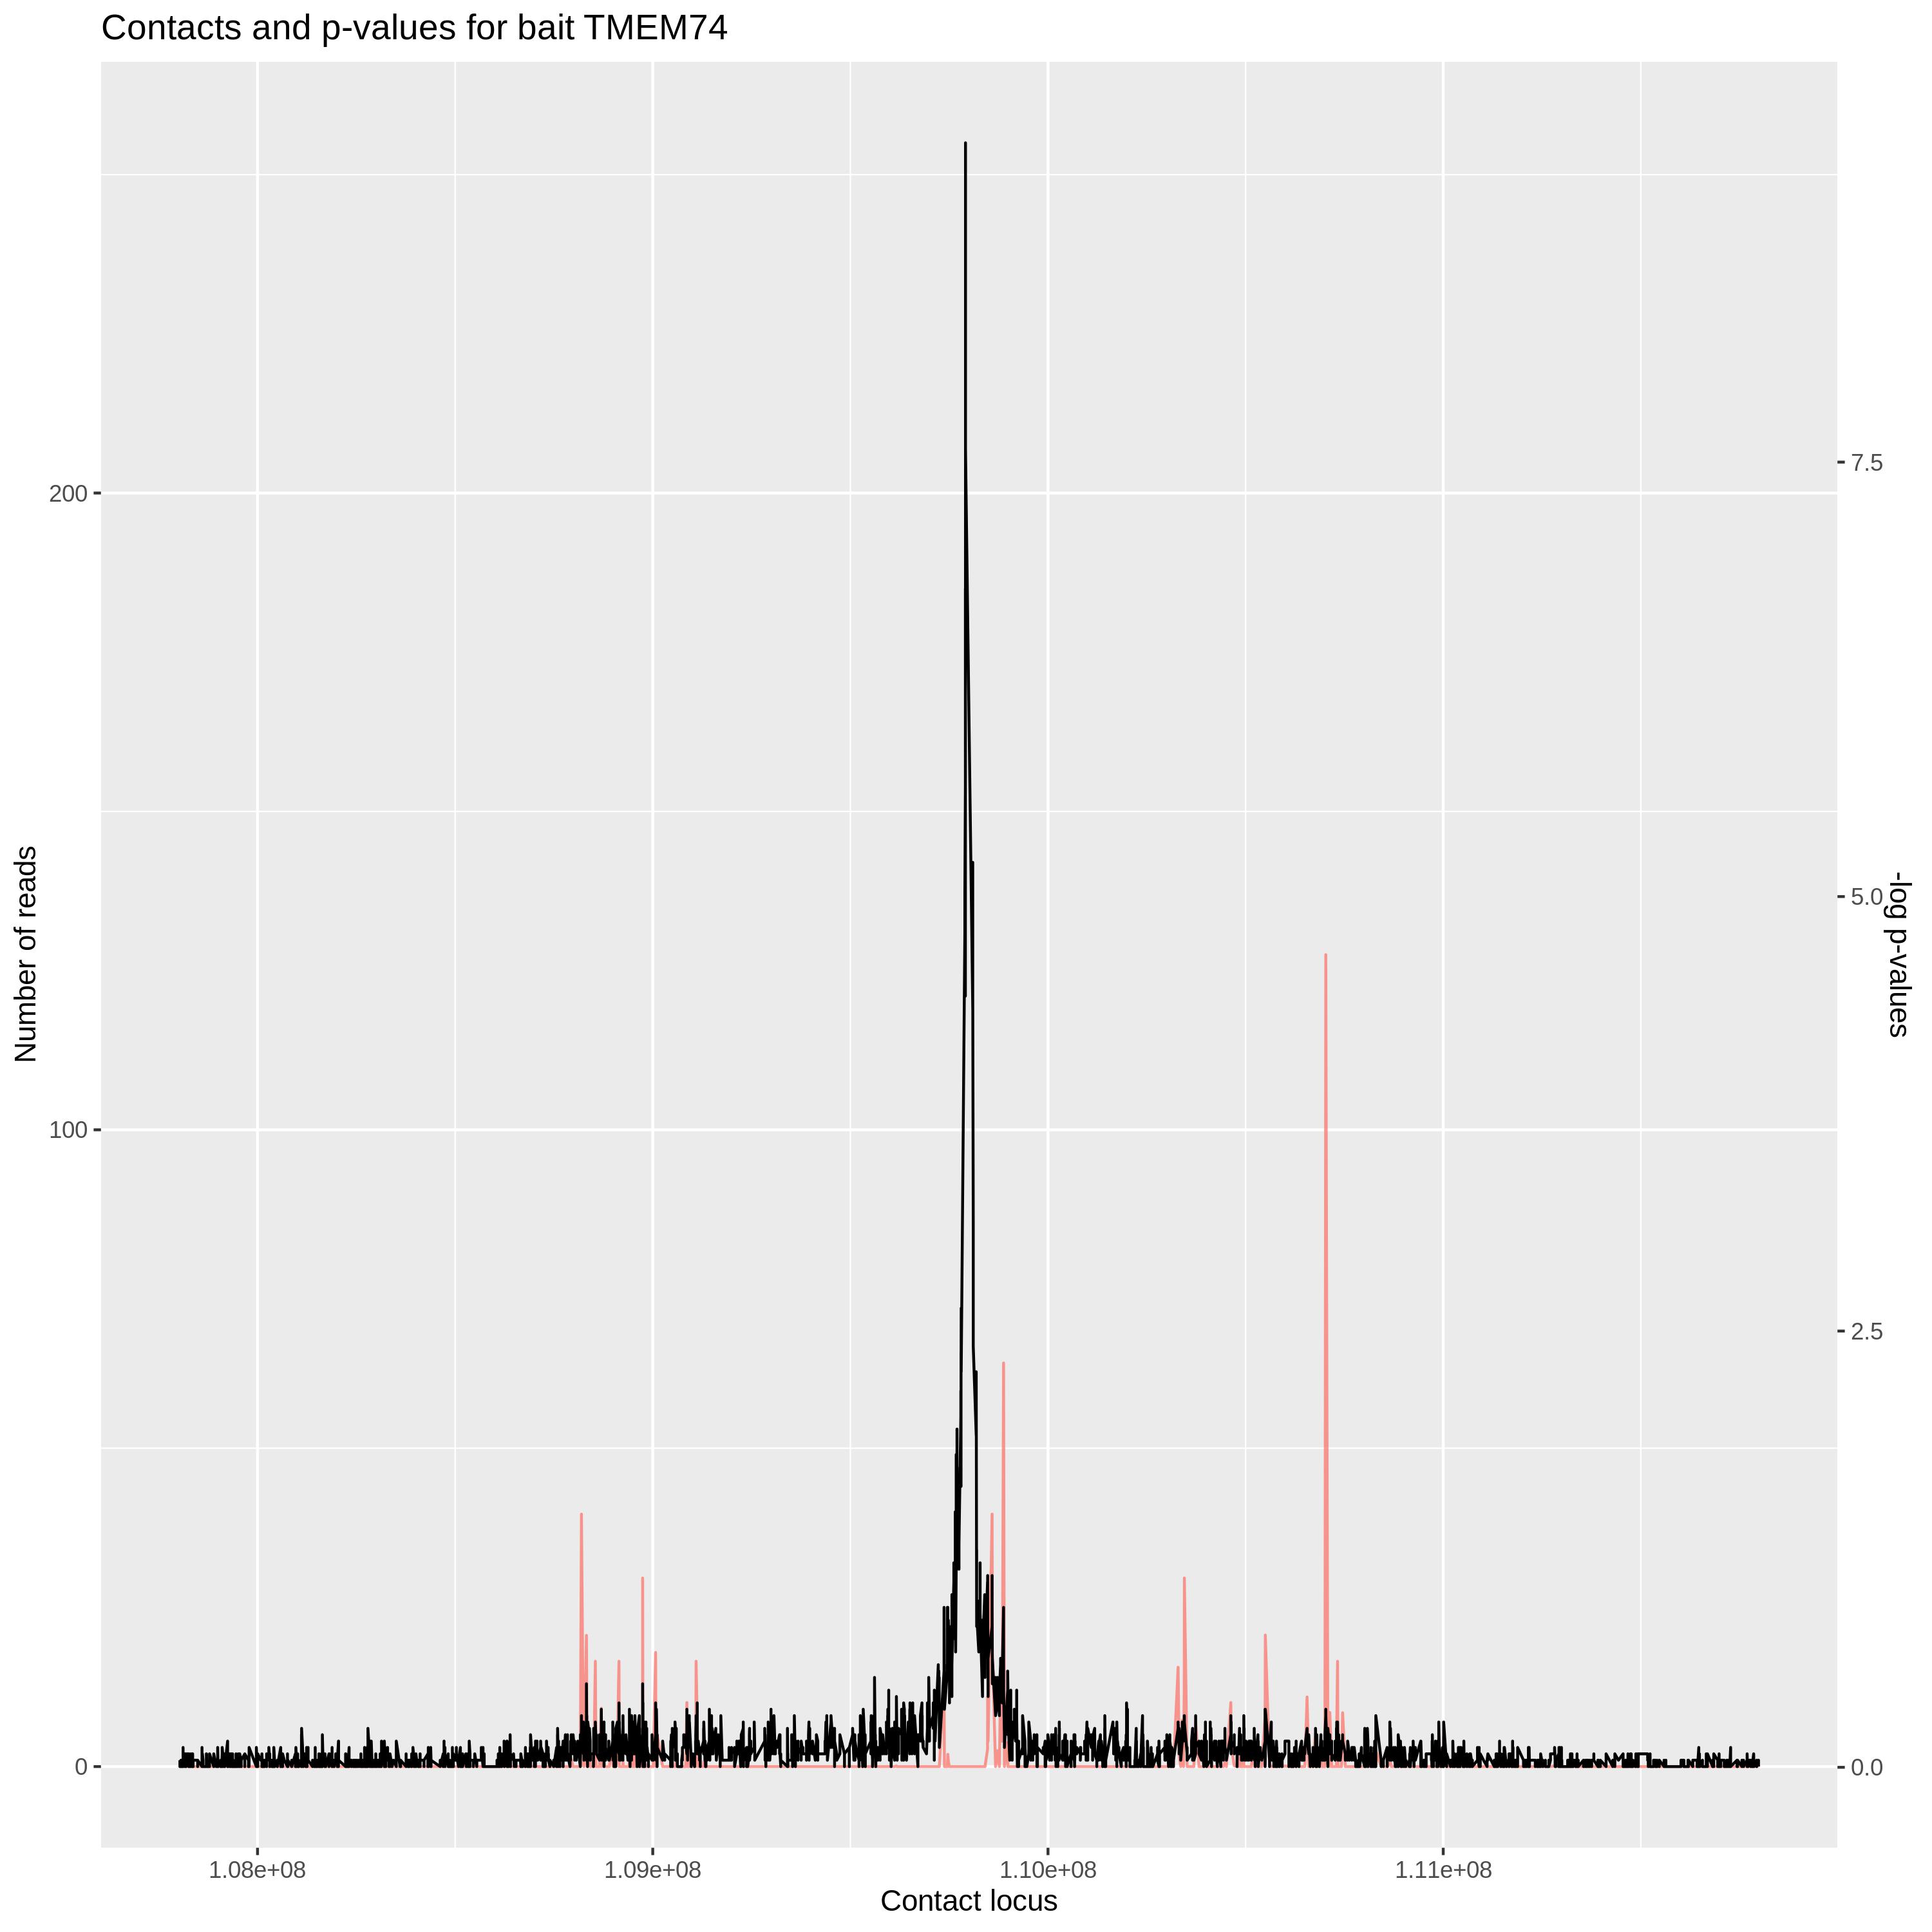 Contacts and p-values for bait TMEM74
Number of reads
200
100
0
7.5
5.0
2.5
0.0
-log p-values
1.08e+08
1.09e+08
1.10e+08
1.11e+08
Contact locus